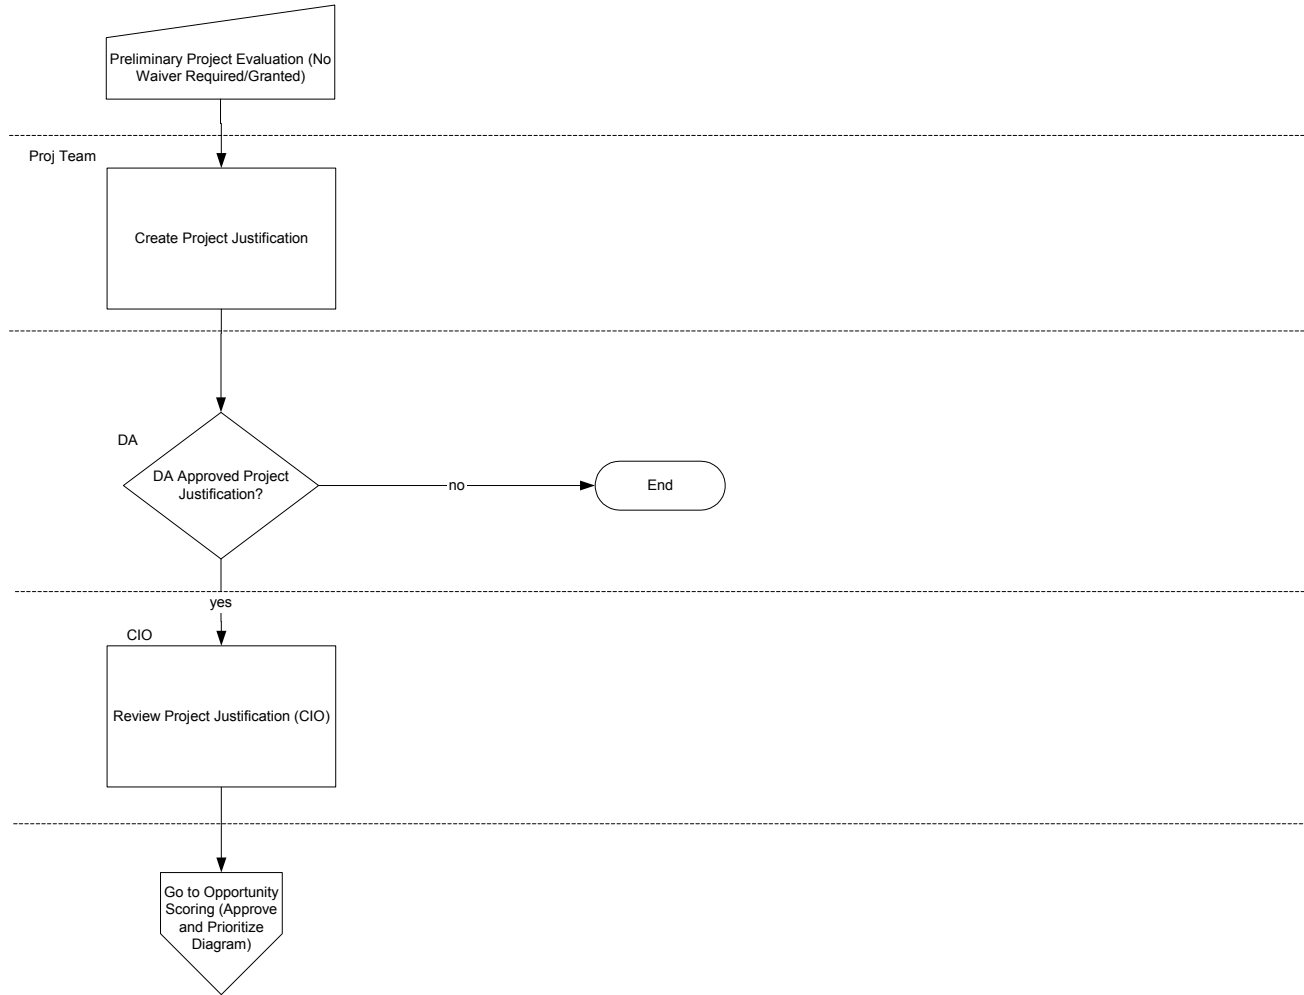 Preliminary Project Evaluation (No
Waiver Required/Granted)
Proj Team
Create Project Justification
DA
DA Approved Project
Justification?
no
End
yes
CIO
Review Project Justification (CIO)
Go to Opportunity
Scoring (Approve
and Prioritize
Diagram)